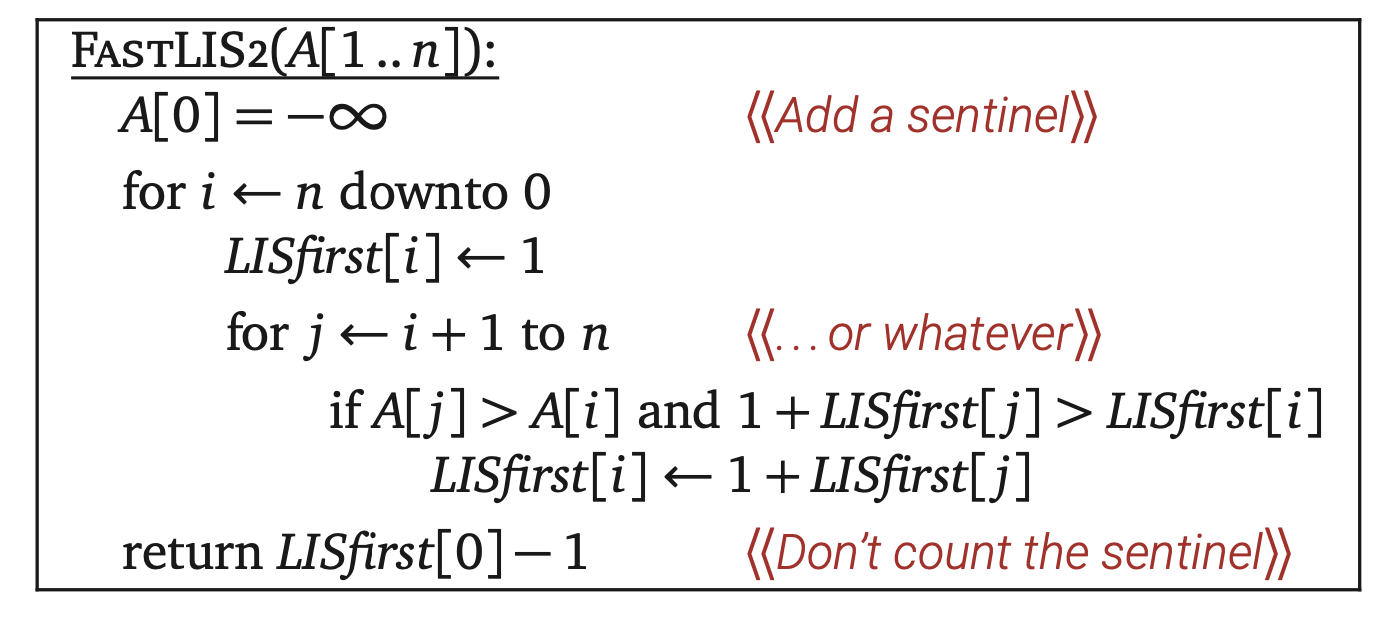 FASTLIS2(A[1 .. n]):
A[0] = −∞ ⟨⟨Add a sentinel⟩⟩
for i ← n downto 0
LISfirst[i] ← 1
for j ← i + 1 to n ⟨⟨. . . or whatever⟩⟩
if A[j] > A[i] and 1 + LISfirst[j] > LISfirst[i]
LISfirst[i] ← 1 + LISfirst[j]
return LISfirst[0] − 1 ⟨⟨Don’t count the sentinel⟩⟩